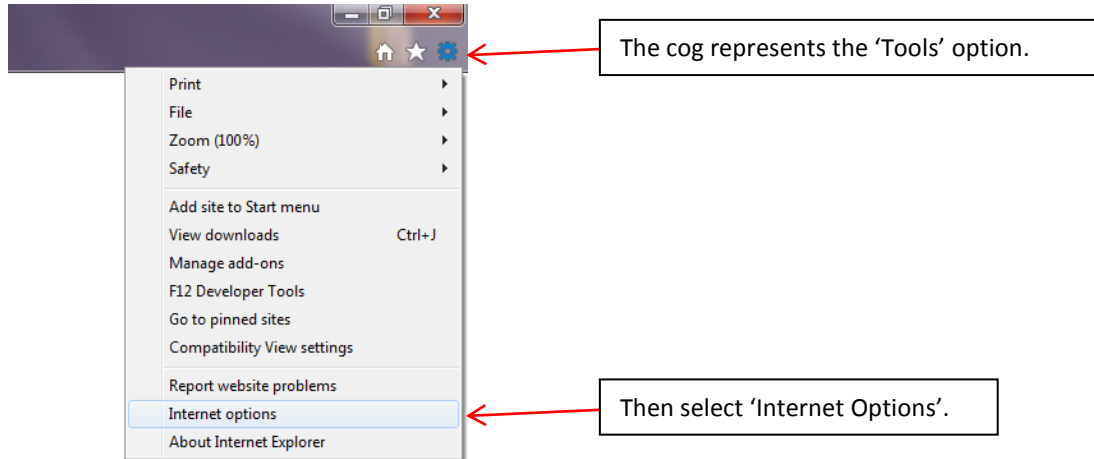 The cog represents the ‘Tools’ option.
Print
File
Zoom (100%)
Safety
Add site to Start menu
View downloads Ctrl+J
Manage add-ons
F12 Developer Tools
Go to pinned sites
Compatibility View settings
Report website problems
Internet options
Then select ‘Internet Options’.
About Internet Explorer